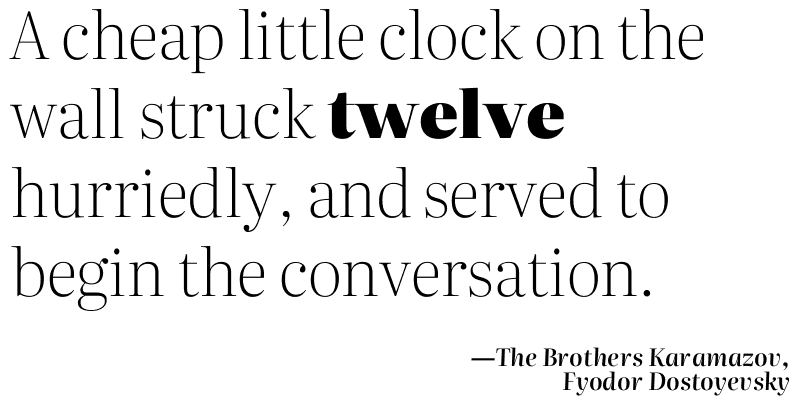 A cheap little clock on the
wall struck twelve
hurriedly, and served to
begin the conversation.
—The Brothers Karamazov,
Fyodor Dostoyevsky